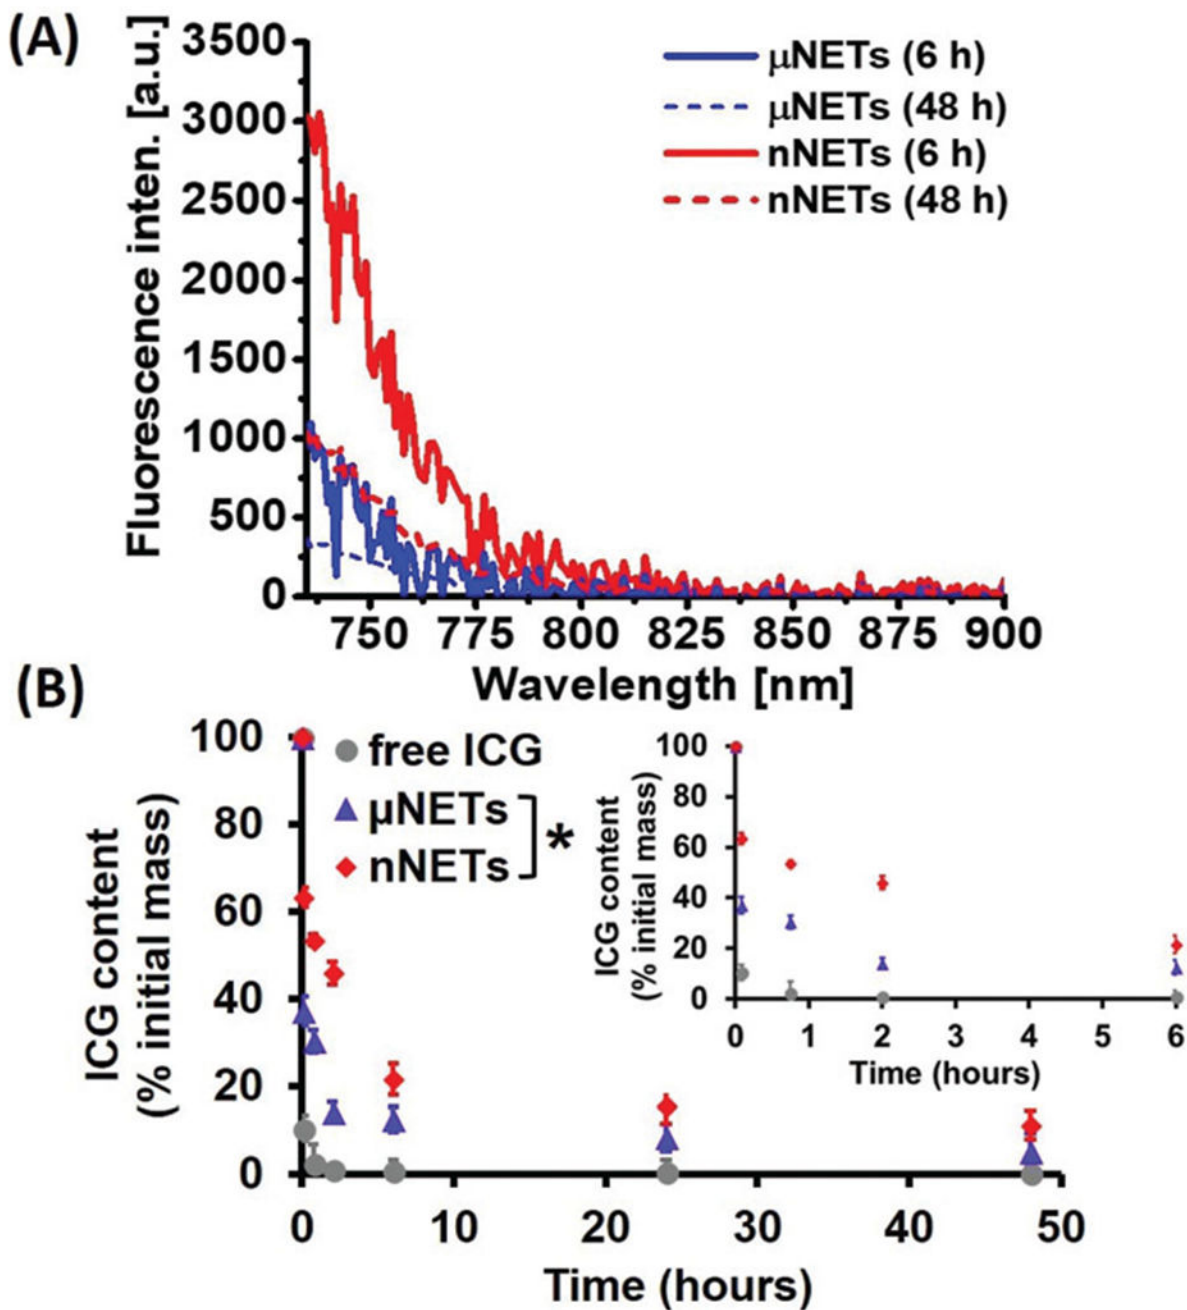 (A)
Fluorescence inten. [a.u.]
3500
3000
2500
2000
1500
1000
500
0
μNETs (6 h)
μNETs (48 h)
nNETs (6 h)
nNETs (48 h)
750 775 800 825 850 875 900
Wavelength [nm]
(B)
ICG content
(% initial mass)
100
80
60
40
20
0
free ICG
μNETs
nNETs
*
0 10 20 30 40 50
Time (hours)
ICG content
(% initial mass)
100
80
60
40
20
0
0 1 2 3 4 5 6
Time (hours)